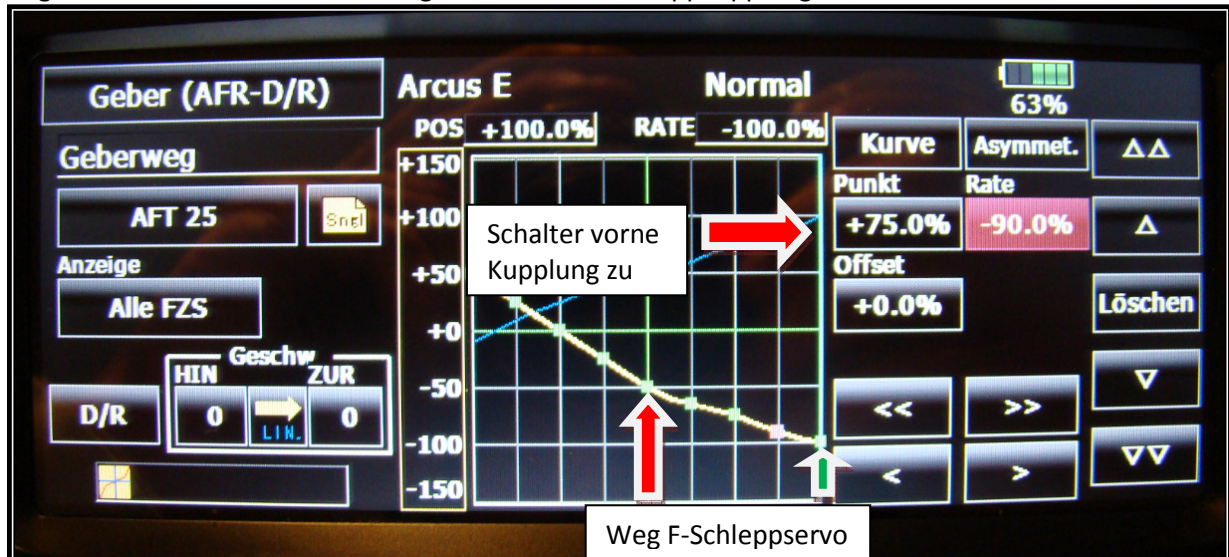 Geber (AFR-D/R)
Arcus E
Normal
63%
Geberweg
POS +100.0%
RATE -100.0%
Kurve
Asymmet.
AFT 25
Sngl
Punkt
Rate
+75.0%
-90.0%
Offset
+0.0%
Löschen
Anzeige
Alle FZS
Geschw
HIN
ZUR
D/R
0
LIN.
0
+150
+100
+50
+0
-50
-100
-150
Schalter vorne
Kupplung zu
<<
>>
<
>
Weg F-Schleppservo